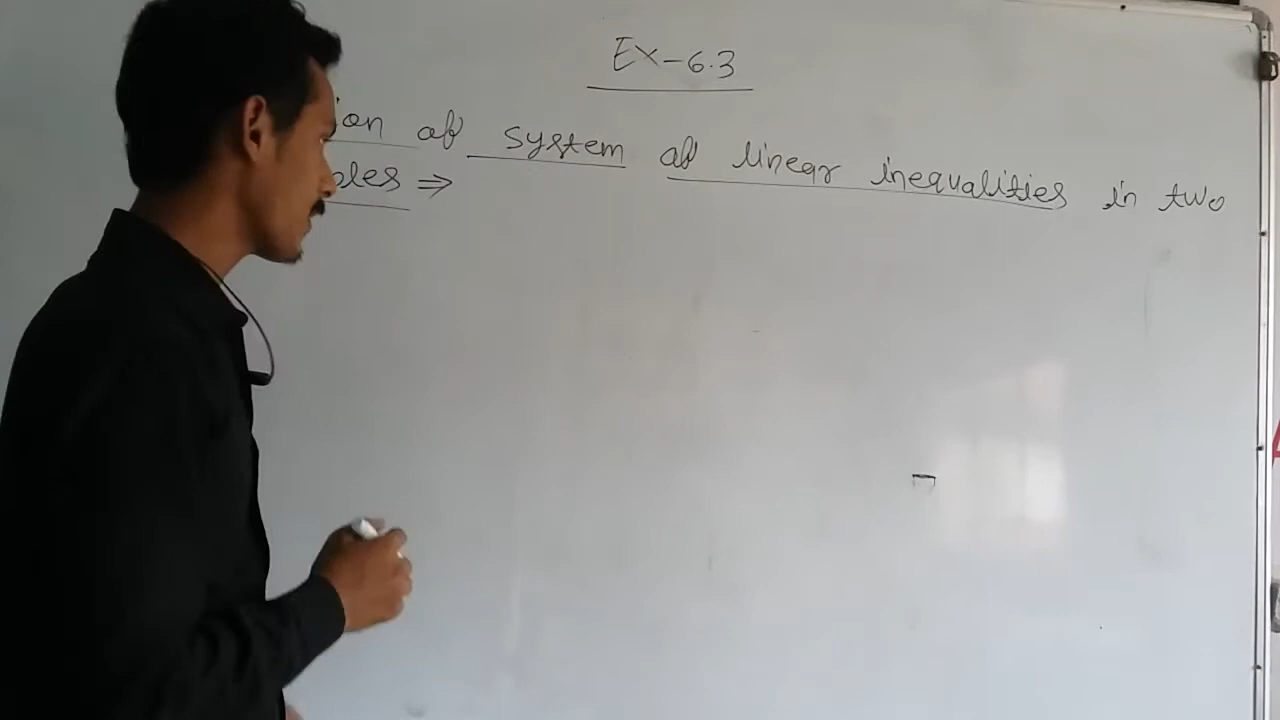 Ex-6.3
ion of system of linear inequalities in two
bles ⇒